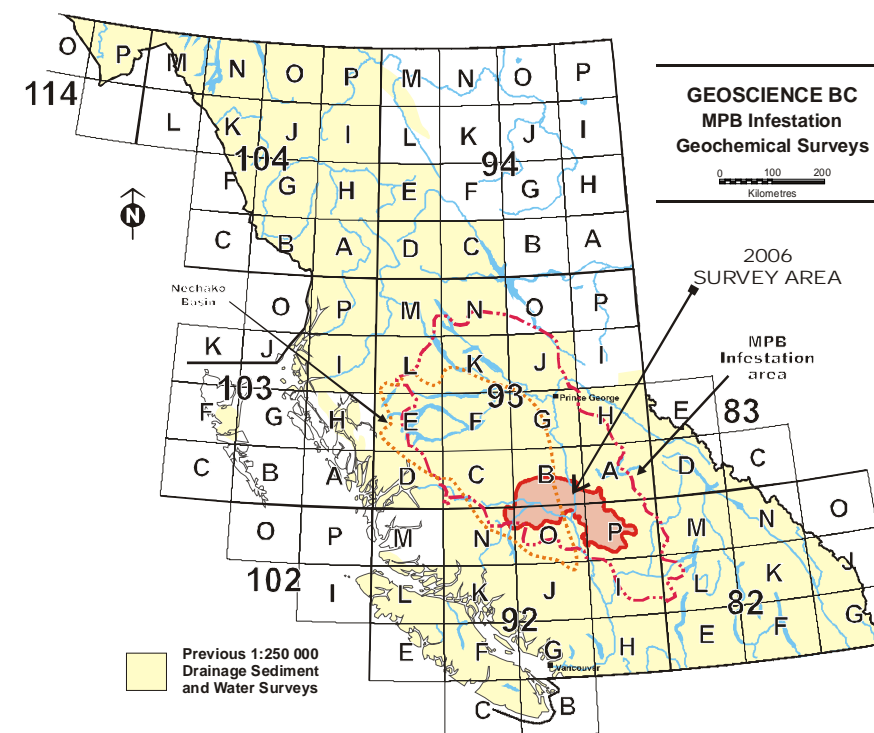 O P M N O P M N O P
114
L K J I L K J I
104 94
F G H E F G H
C B A D C B A
O P M N O P
K J I L K J I
103 93
F G H E F G H E 83
C B A D C B A D C
O P M N O P M N O
102
I L K J I L K J
92 82
E F G H E F G
C B
GEOSCIENCE BC
MPB Infestation
Geochemical Surveys
0 100 200
Kilometres
N
2006
SURVEY AREA
Nechako
Basin
MPB
Infestation
area
Prince George
Vancouver
Previous 1:250 000
Drainage Sediment
and Water Surveys